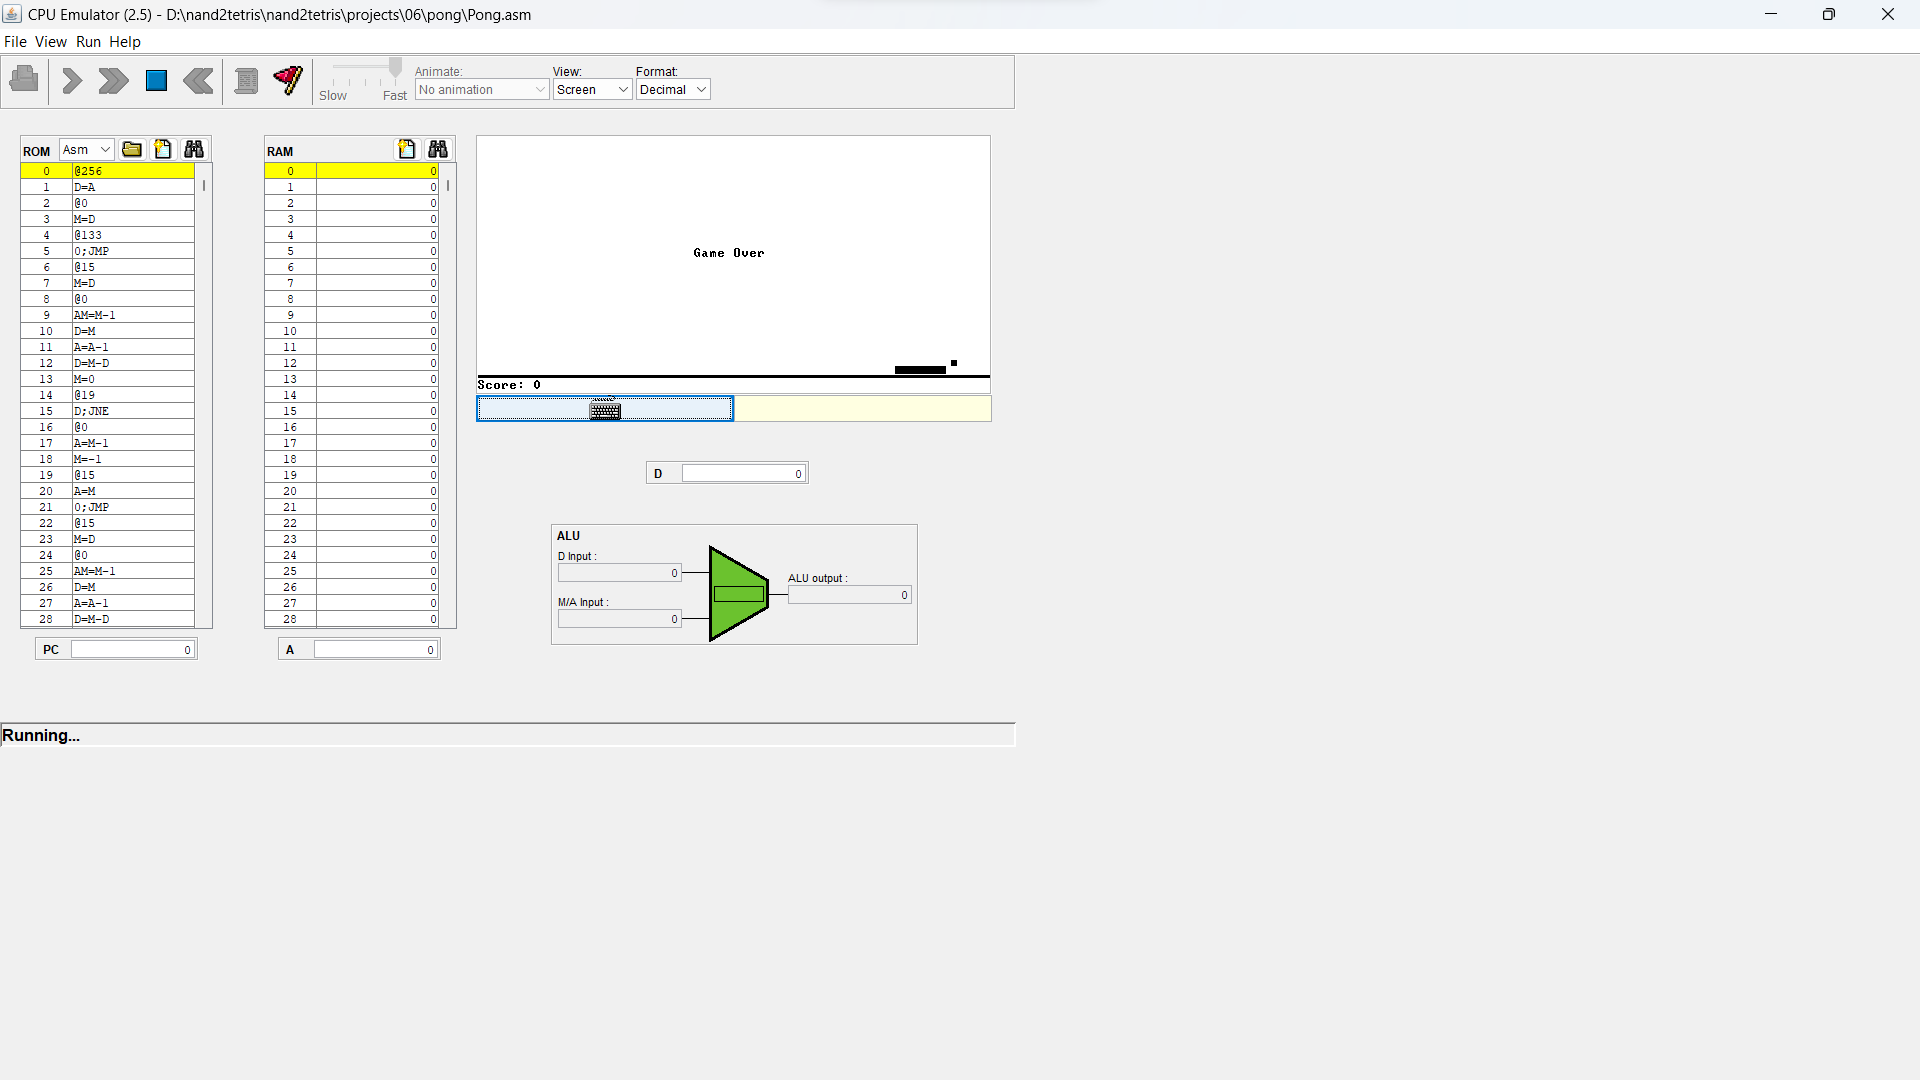 CPU Emulator (2.5) - D:\nand2tetris\nand2tetris\projects\06\pong\Pong.asm
File View Run Help
Slow Fast
Animate:
No animation
View:
Screen
Format:
Decimal
ROM Asm
0 @256
1 D=A
2 @0
3 M=D
4 @133
5 0;JMP
6 @15
7 M=D
8 @0
9 AM=M-1
10 D=M
11 A=A-1
12 D=M-D
13 M=0
14 @19
15 D;JNE
16 @0
17 A=M-1
18 M=-1
19 @15
20 A=M
21 0;JMP
22 @15
23 M=D
24 @0
25 AM=M-1
26 D=M
27 A=A-1
28 D=M-D
PC 0
RAM
0 0
1 0
2 0
3 0
4 0
5 0
6 0
7 0
8 0
9 0
10 0
11 0
12 0
13 0
14 0
15 0
16 0
17 0
18 0
19 0
20 0
21 0
22 0
23 0
24 0
25 0
26 0
27 0
28 0
A 0
Game Over
Score: 0
D 0
ALU
D Input :
0
M/A Input :
0
ALU output :
0
Running...